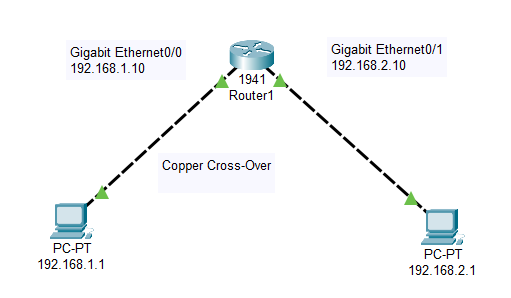 Gigabit Ethernet0/0
192.168.1.10
Gigabit Ethernet0/1
192.168.2.10
1941
Router1
Copper Cross-Over
PC-PT
192.168.1.1
PC-PT
192.168.2.1